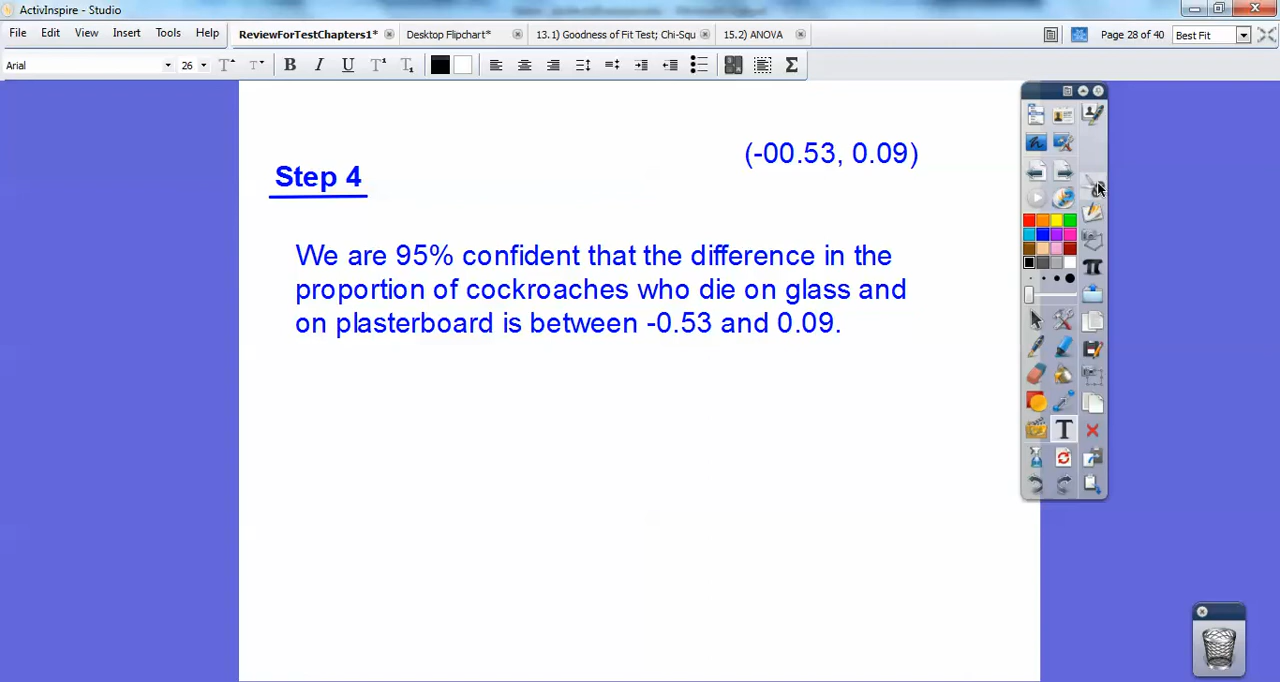 ActivInspire - Studio
File Edit View Insert Tools Help
ReviewForTestChapters1* Desktop Flipchart* 13.1) Goodness of Fit Test; Chi-Squ 15.2) ANOVA
Page 28 of 40 Best Fit
Arial 26 T T B I U T T Σ
(-00.53, 0.09)
Step 4
We are 95% confident that the difference in the
proportion of cockroaches who die on glass and
on plasterboard is between -0.53 and 0.09.
T